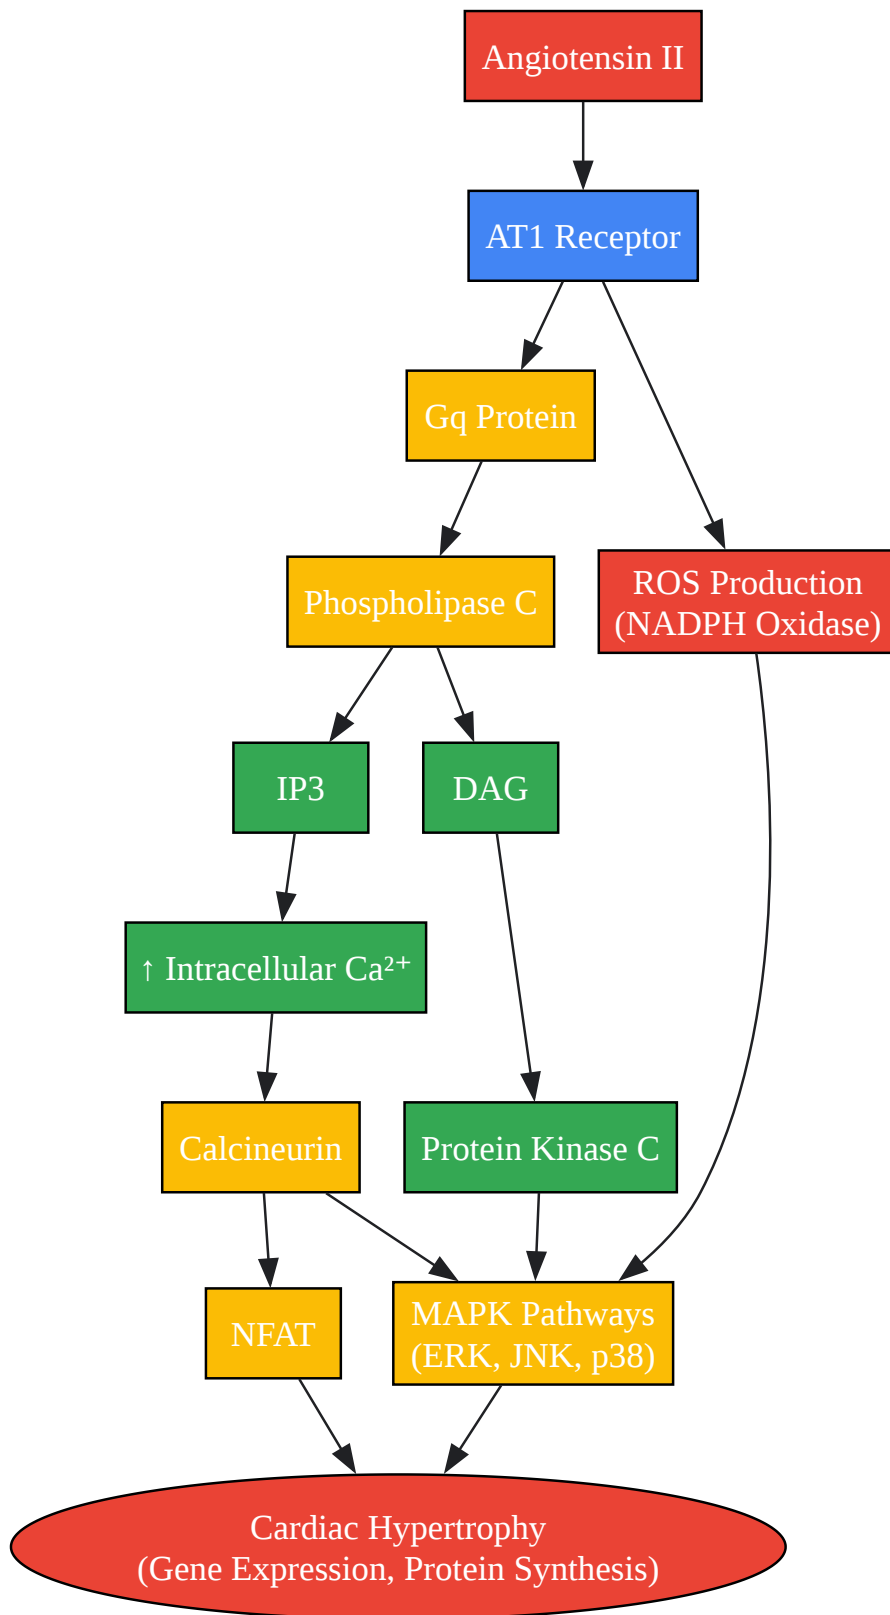 Angiotensin II
AT1 Receptor
Gq Protein
Phospholipase C
ROS Production
(NADPH Oxidase)
IP3
DAG
↑ Intracellular Ca²⁺
Calcineurin
Protein Kinase C
NFAT
MAPK Pathways
(ERK, JNK, p38)
Cardiac Hypertrophy
(Gene Expression, Protein Synthesis)